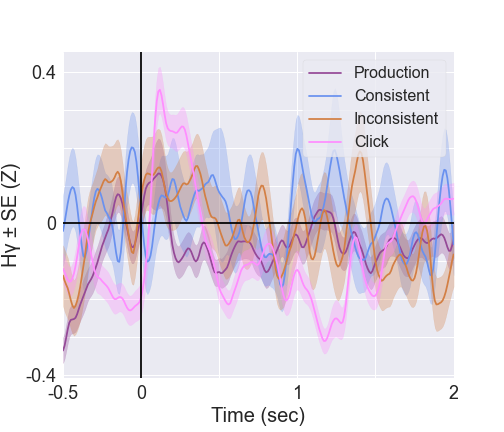 Production
Consistent
Inconsistent
Click
0.4
0
-0.4
Hγ ± SE (Z)
-0.5
0
1
2
Time (sec)